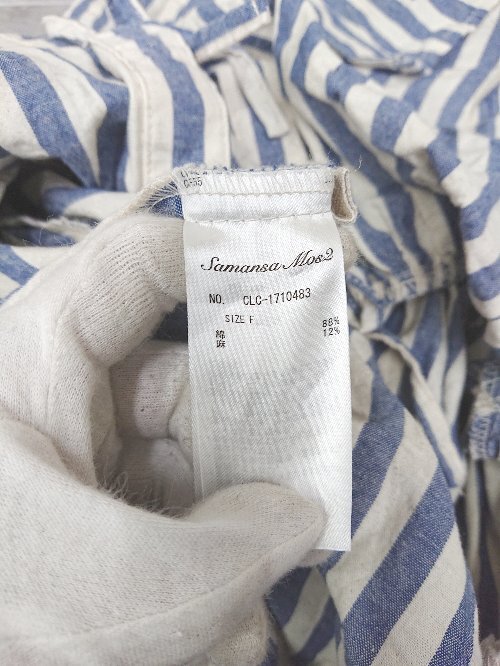 Samansa Mos2
NO. CLC-1710483
SIZE F
綿 88%
麻 12%